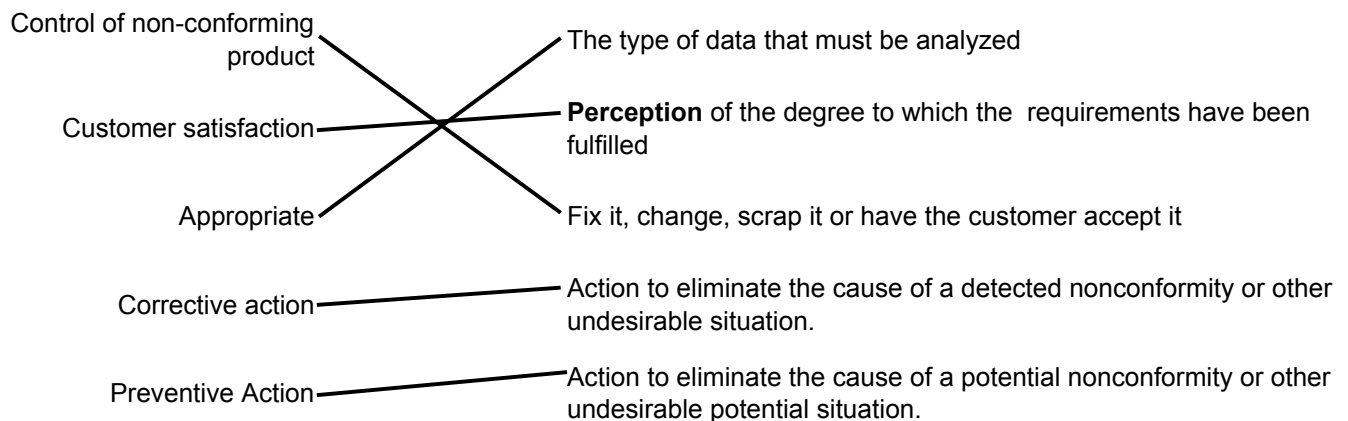 Control of non-conforming
product
The type of data that must be analyzed
Customer satisfaction
Perception of the degree to which the requirements have been
fulfilled
Appropriate
Fix it, change, scrap it or have the customer accept it
Corrective action
Action to eliminate the cause of a detected nonconformity or other
undesirable situation.
Preventive Action
Action to eliminate the cause of a potential nonconformity or other
undesirable potential situation.